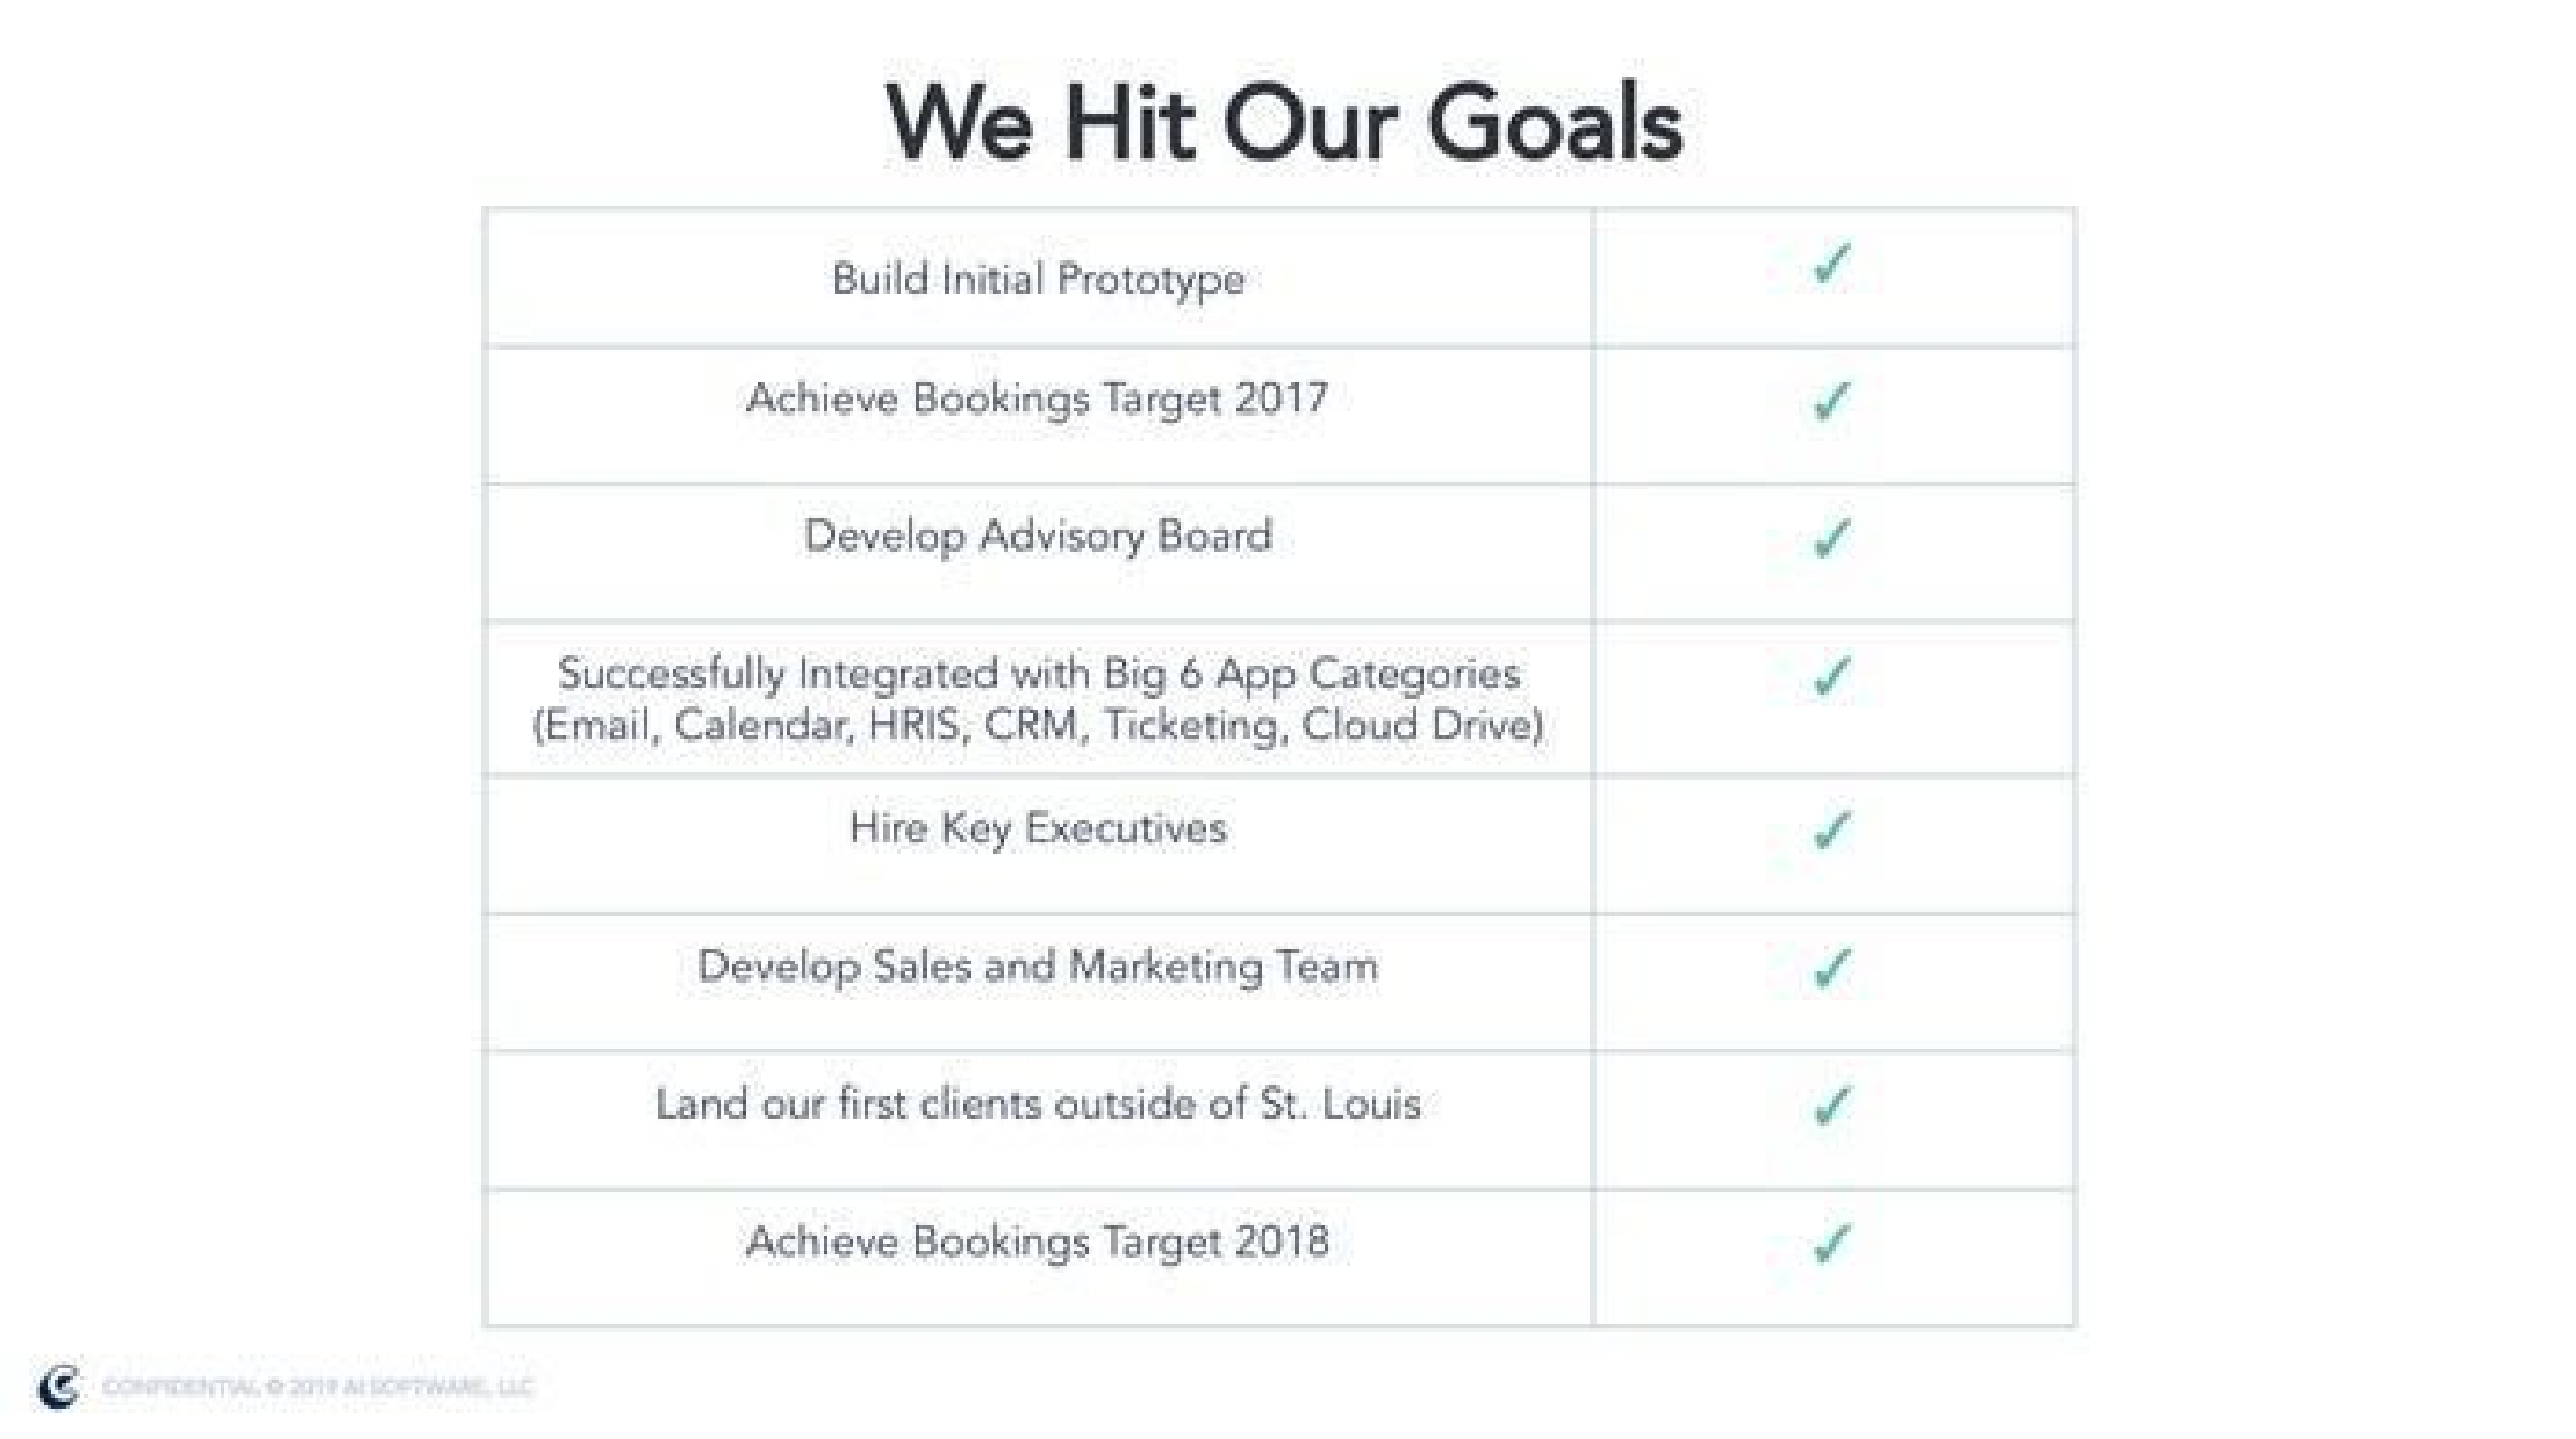 We Hit Our Goals
Build Initial Prototype ✓
Achieve Bookings Target 2017 ✓
Develop Advisory Board ✓
Successfully Integrated with Big 6 App Categories ✓
(Email, Calendar, HRIS, CRM, Ticketing, Cloud Drive)
Hire Key Executives ✓
Develop Sales and Marketing Team ✓
Land our first clients outside of St. Louis ✓
Achieve Bookings Target 2018 ✓
CONFIDENTIAL © 2019 AI SOFTWARE, LLC